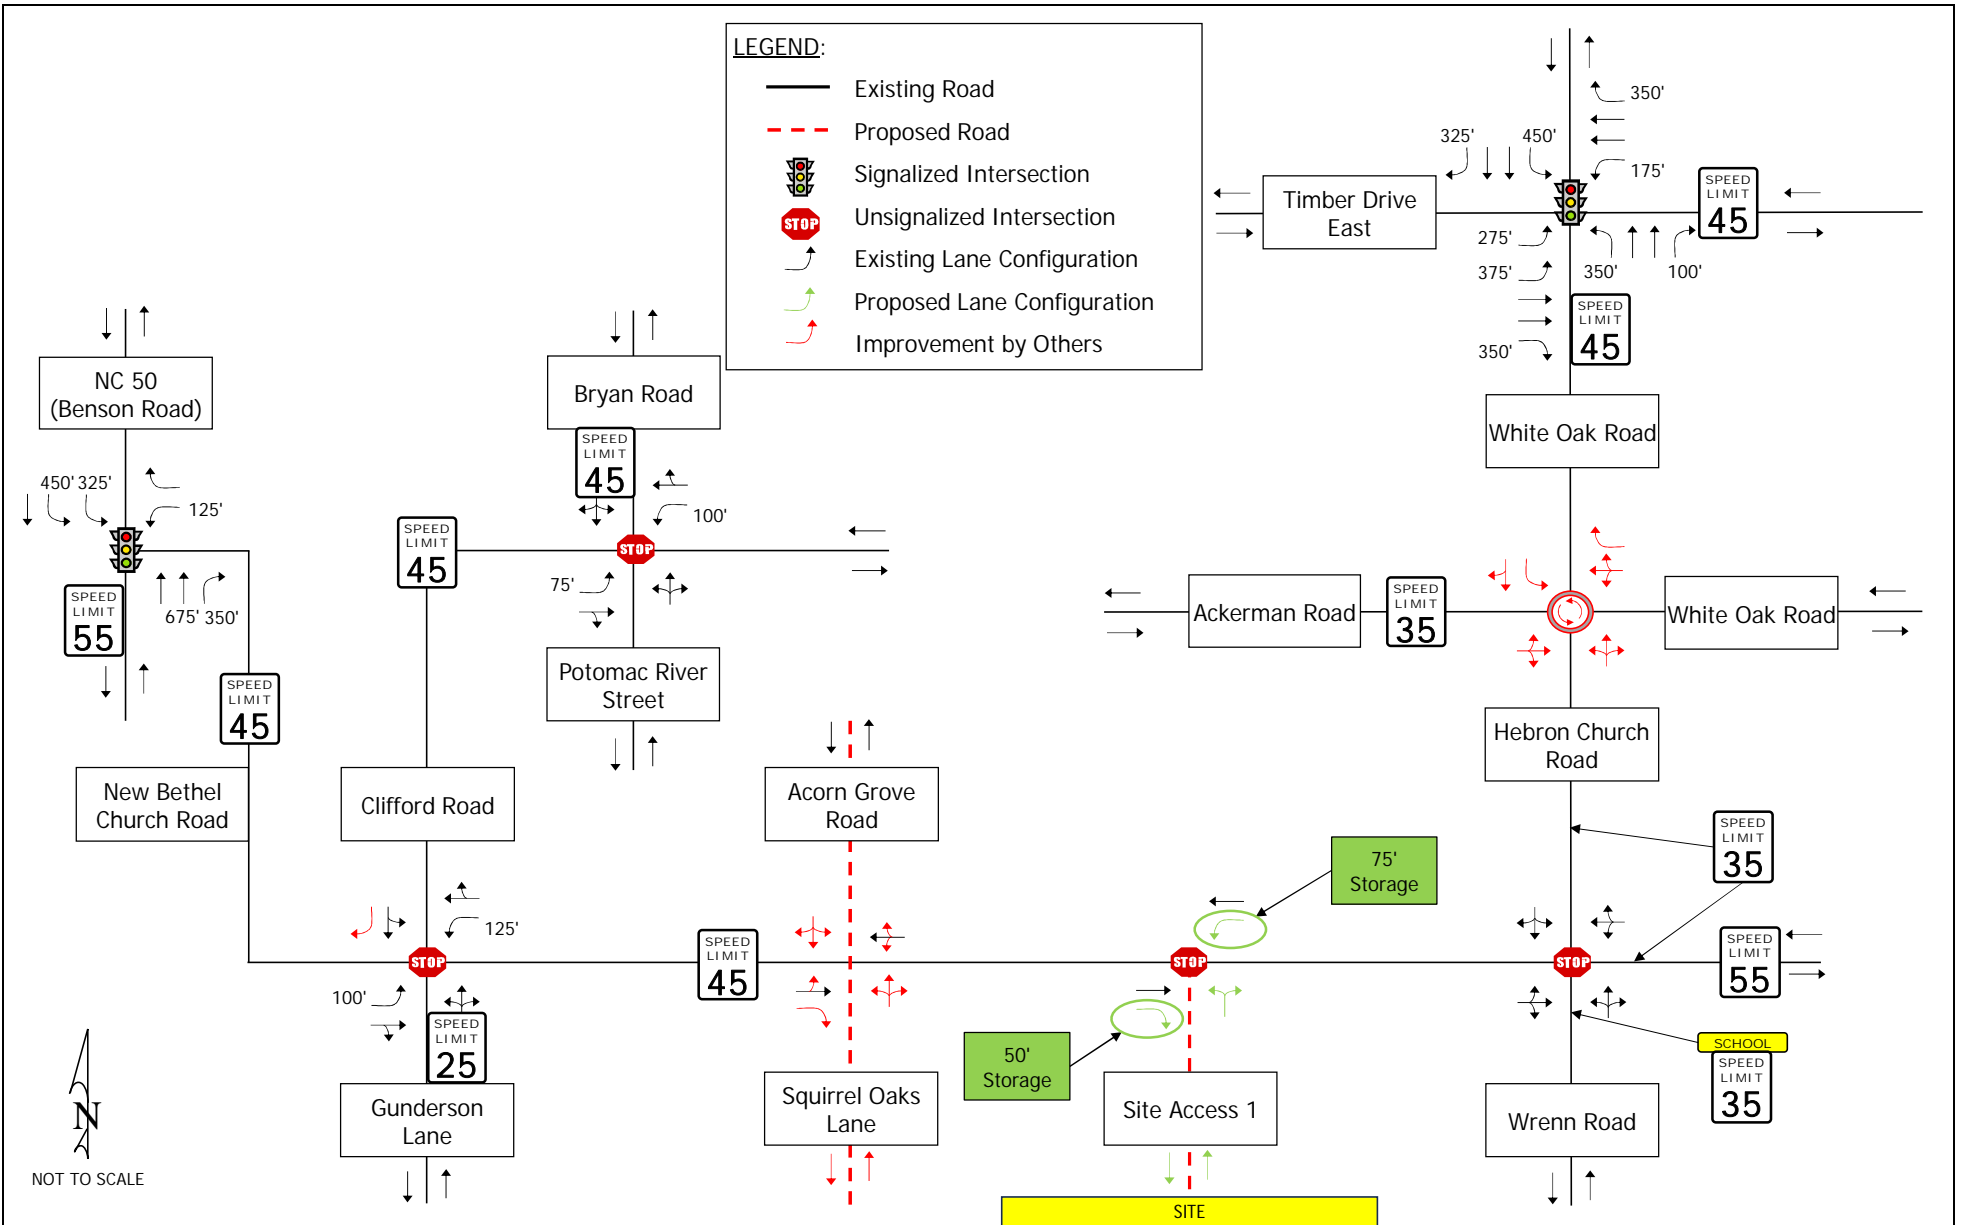 LEGEND:
Existing Road
Proposed Road
Signalized Intersection
STOP
Unsignalized Intersection
Existing Lane Configuration
Proposed Lane Configuration
Improvement by Others
350'
325'
450'
175'
SPEED
LIMIT
45
Timber Drive
East
275'
375'
350'
100'
SPEED
LIMIT
45
350'
White Oak Road
NC 50
(Benson Road)
450' 325'
125'
SPEED
LIMIT
55
675' 350'
SPEED
LIMIT
45
New Bethel
Church Road
Bryan Road
SPEED
LIMIT
45
100'
SPEED
LIMIT
45
STOP
75'
Potomac River
Street
Clifford Road
Ackerman Road
SPEED
LIMIT
35
White Oak Road
Hebron Church
Road
Acorn Grove
Road
SPEED
LIMIT
35
75'
Storage
125'
STOP
SPEED
LIMIT
45
STOP
STOP
SPEED
LIMIT
55
100'
SPEED
LIMIT
25
Gunderson
Lane
50'
Storage
Squirrel Oaks
Lane
Site Access 1
SCHOOL
SPEED
LIMIT
35
Wrenn Road
N
NOT TO SCALE
SITE